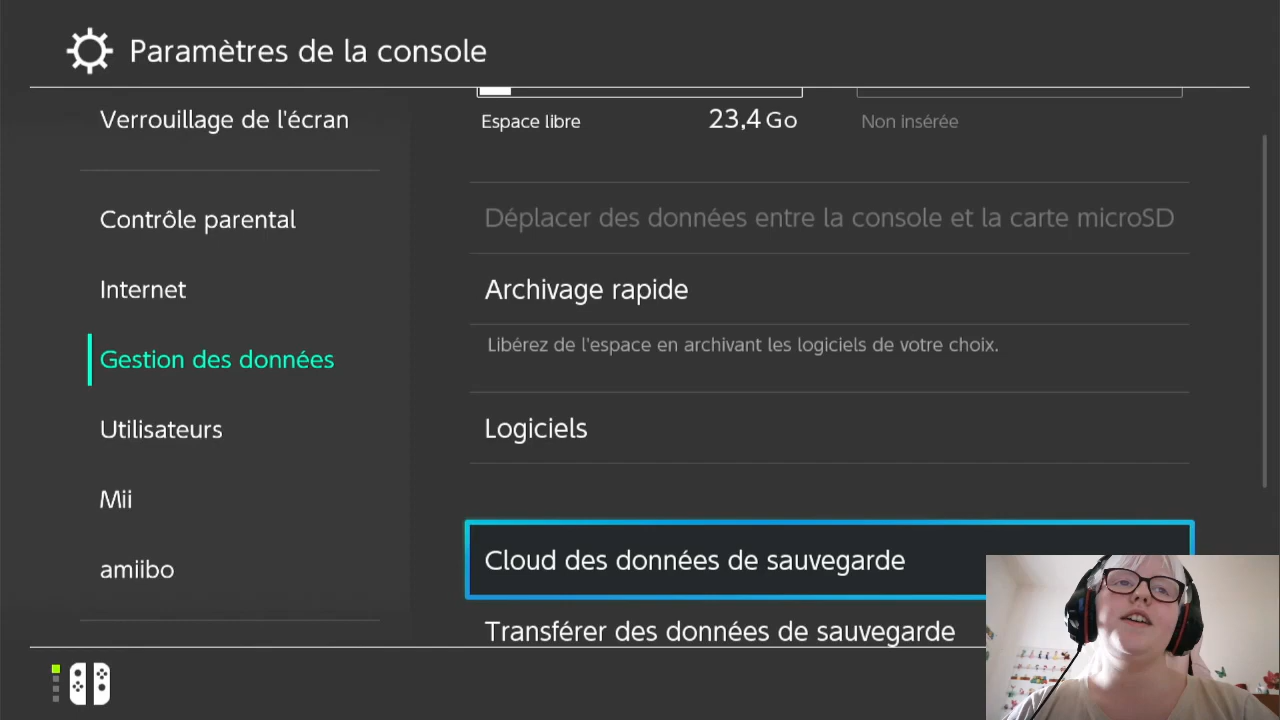 Paramètres de la console
Verrouillage de l'écran
Contrôle parental
Internet
Gestion des données
Utilisateurs
Mii
amiibo
Espace libre 23,4 Go
Non insérée
Déplacer des données entre la console et la carte microSD
Archivage rapide
Libérez de l'espace en archivant les logiciels de votre choix.
Logiciels
Cloud des données de sauvegarde
Transférer des données de sauvegarde